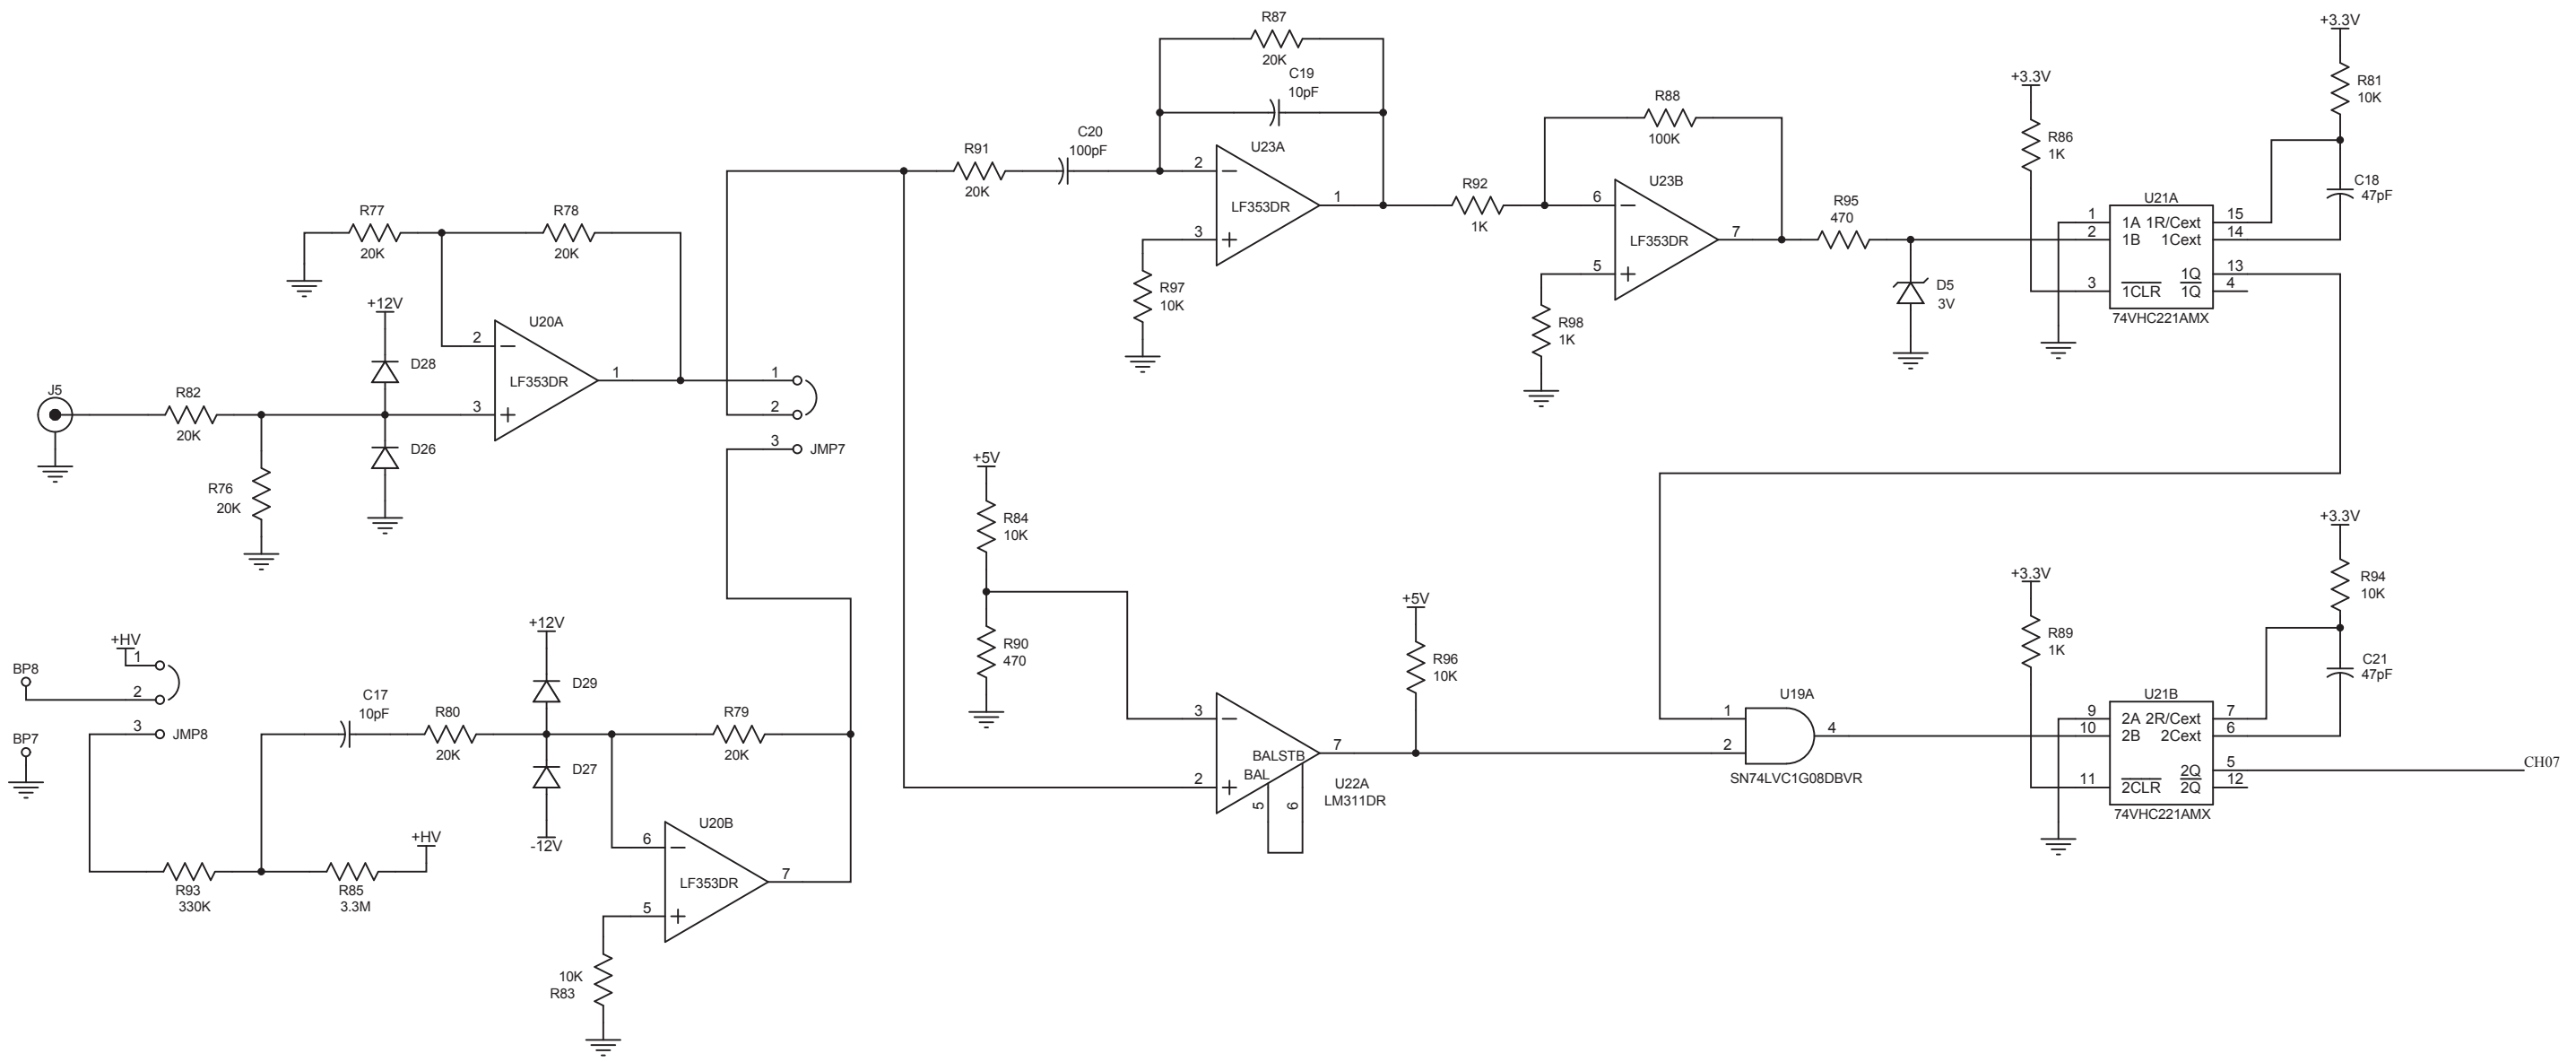 R87
20K
C19
10pF
+3.3V
R81
10K
+3.3V
R86
1K
R88
100K
C20
100pF
R91
20K
U23A
2
3
1
LF353DR
R97
10K
R92
1K
U23B
6
5
7
LF353DR
R98
1K
R95
470
D5
3V
C18
47pF
U21A
1 1A 1R/Cext 15
2 1B 1Cext 14
1Q 13
3 1CLR 1Q 4
74VHC221AMX
R77
20K
R78
20K
+12V
D28
U20A
2
3
1
LF353DR
J5
R82
20K
D26
R76
20K
1
2
3
JMP7
+5V
R84
10K
R90
470
+5V
R96
10K
3
2
7
BALSTB
BAL
5
6
U22A
LM311DR
U19A
1
2
4
SN74LVC1G08DBVR
+3.3V
R94
10K
+3.3V
R89
1K
C21
47pF
U21B
9 2A 2R/Cext 7
10 2B 2Cext 6
2Q 5
11 2CLR 2Q 12
74VHC221AMX
CH07
+HV
BP8
1
2
3
JMP8
BP7
+12V
D29
C17
10pF
R80
20K
R79
20K
D27
-12V
+HV
R93
330K
R85
3.3M
U20B
6
5
7
LF353DR
10K
R83